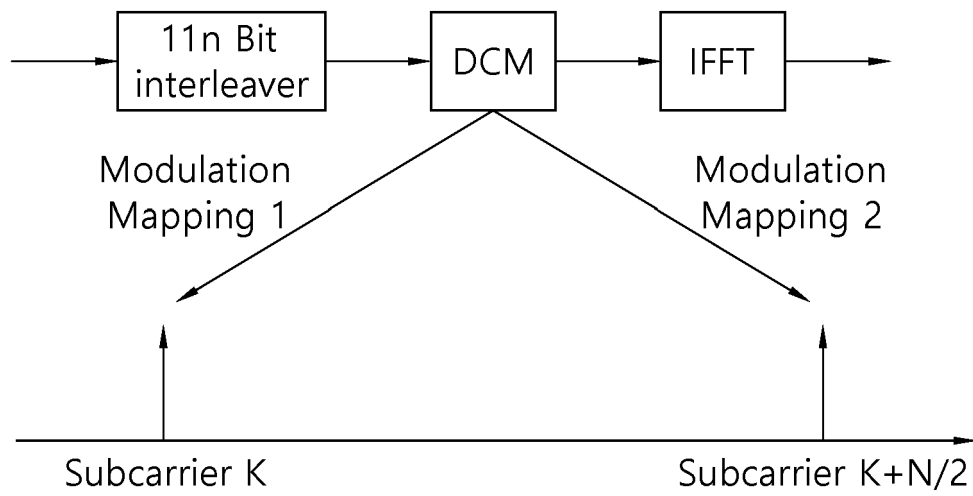 11n Bit
interleaver
DCM
IFFT
Modulation
Mapping 1
Modulation
Mapping 2
Subcarrier K
Subcarrier K+N/2